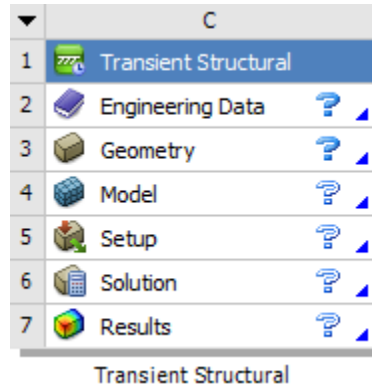 C
1 Transient Structural
2 Engineering Data ?
3 Geometry ?
4 Model ?
5 Setup ?
6 Solution ?
7 Results ?
Transient Structural